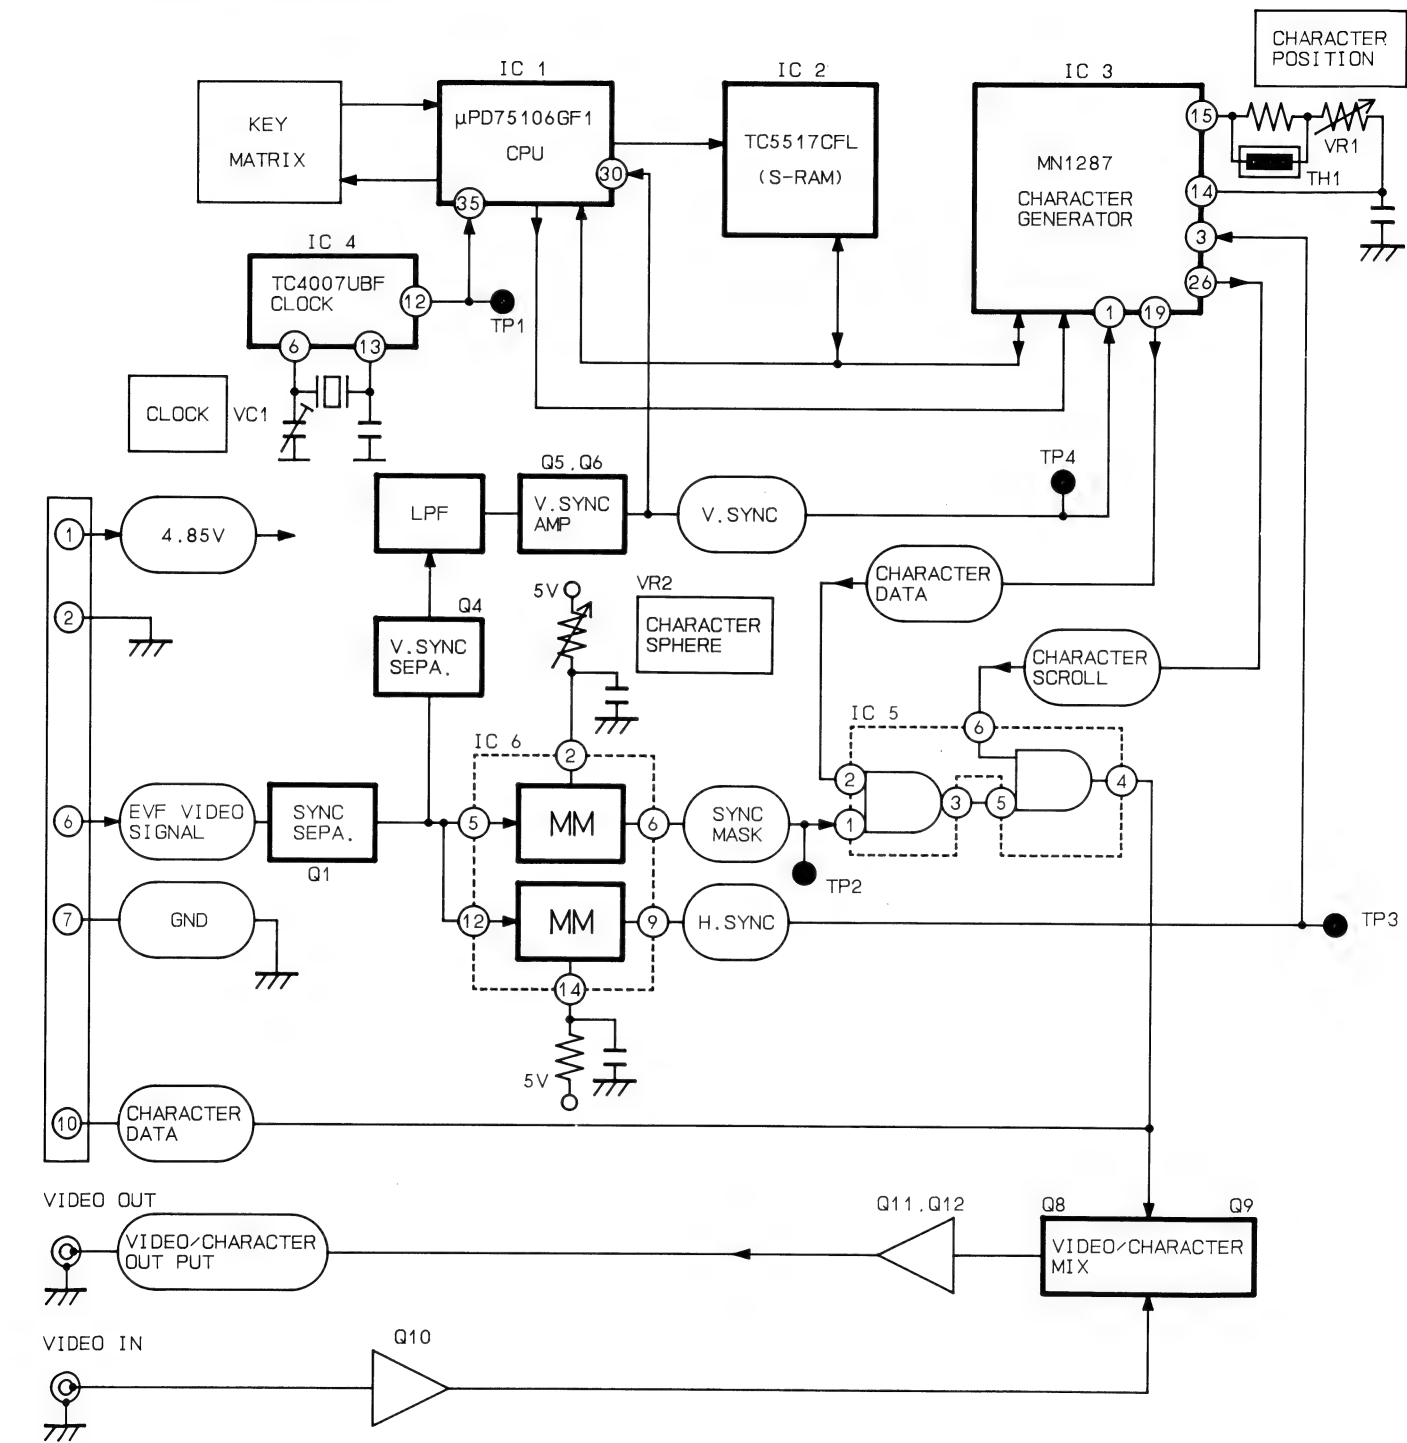 CHARACTER
POSITION
IC 1
IC 2
IC 3
KEY
MATRIX
µPD75106GF1
CPU
30
35
TC5517CFL
(S-RAM)
MN1287
CHARACTER
GENERATOR
15
14
3
26
1
19
VR1
TH1
IC 4
TC4007UBF
CLOCK
12
6
13
TP1
CLOCK
VC1
LPF
Q5,Q6
V.SYNC
AMP
V.SYNC
TP4
1
4.85V
2
Q4
V.SYNC
SEPA.
5V
VR2
CHARACTER
SPHERE
CHARACTER
DATA
CHARACTER
SCROLL
IC 5
6
2
1
3
5
4
IC 6
2
6
EVF VIDEO
SIGNAL
SYNC
SEPA.
Q1
5
MM
6
SYNC
MASK
TP2
7
GND
12
MM
9
H.SYNC
TP3
14
5V
10
CHARACTER
DATA
VIDEO OUT
VIDEO/CHARACTER
OUT PUT
Q11,Q12
Q8
Q9
VIDEO/CHARACTER
MIX
VIDEO IN
Q10